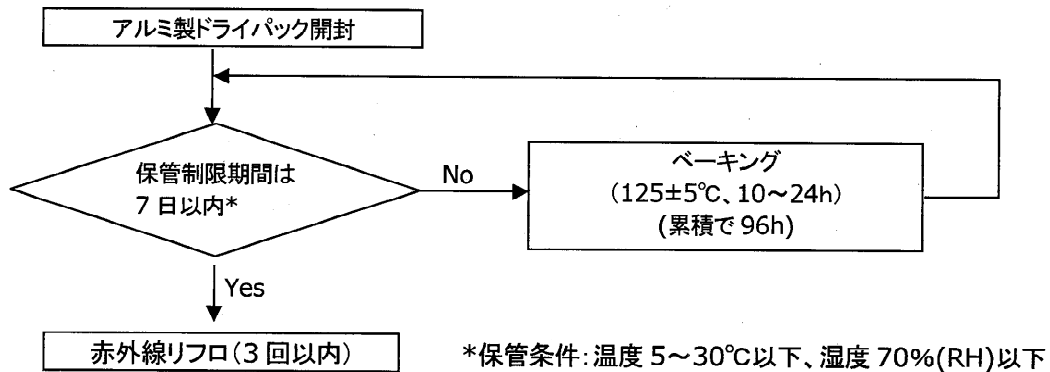 アルミ製ドライパック開封
保管制限期間は
7日以内*
No
ベーキング
(125±5℃、10～24h)
(累積で96h)
Yes
赤外線リフロ(3回以内)
*保管条件:温度5～30℃以下、湿度70%(RH)以下